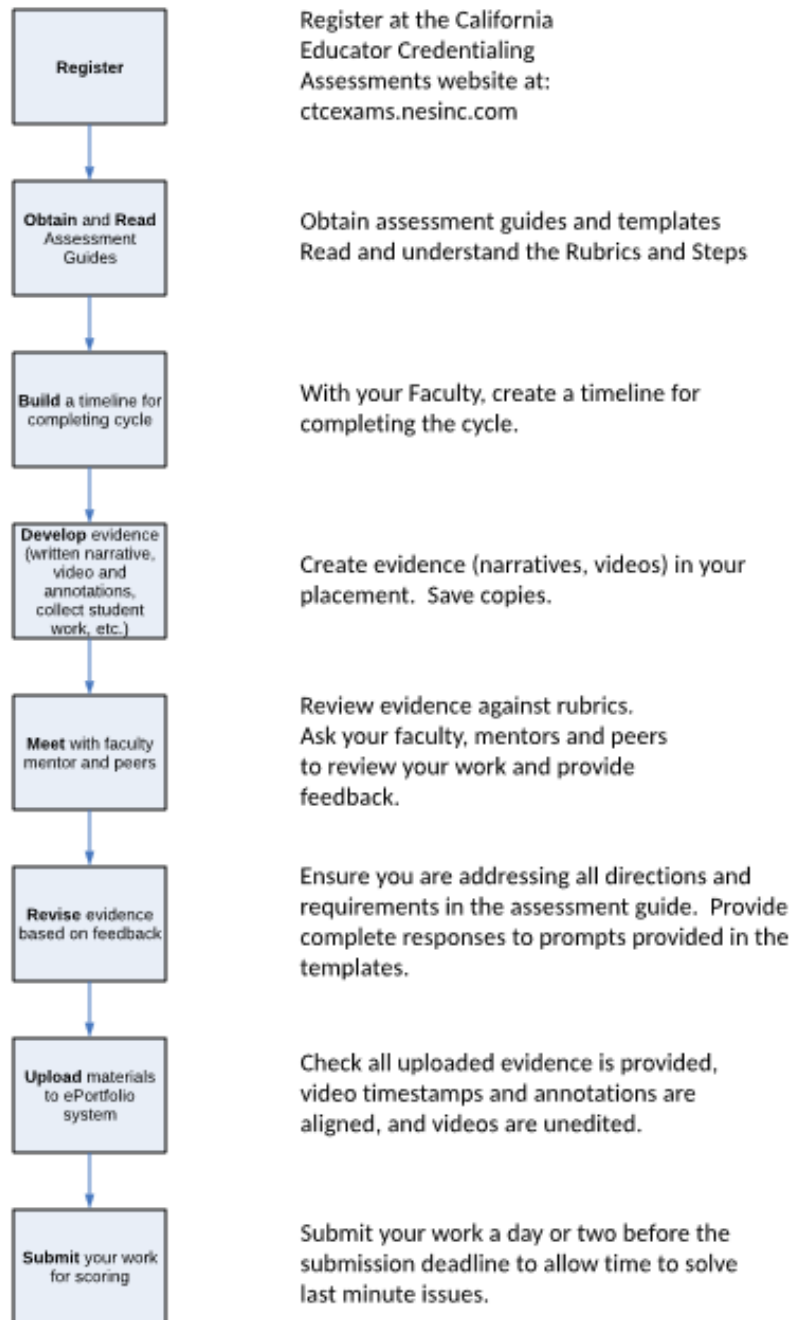 Register
Register at the California
Educator Credentialing
Assessments website at:
ctcexams.nesinc.com
Obtain and Read
Assessment
Guides
Obtain assessment guides and templates
Read and understand the Rubrics and Steps
Build a timeline for
completing cycle
With your Faculty, create a timeline for
completing the cycle.
Develop evidence
(written narrative,
video and
annotations,
collect student
work, etc.)
Create evidence (narratives, videos) in your
placement.  Save copies.
Meet with faculty
mentor and peers
Review evidence against rubrics.
Ask your faculty, mentors and peers
to review your work and provide
feedback.
Revise evidence
based on feedback
Ensure you are addressing all directions and
requirements in the assessment guide.  Provide
complete responses to prompts provided in the
templates.
Upload materials
to ePortfolio
system
Check all uploaded evidence is provided,
video timestamps and annotations are
aligned, and videos are unedited.
Submit your work
for scoring
Submit your work a day or two before the
submission deadline to allow time to solve
last minute issues.